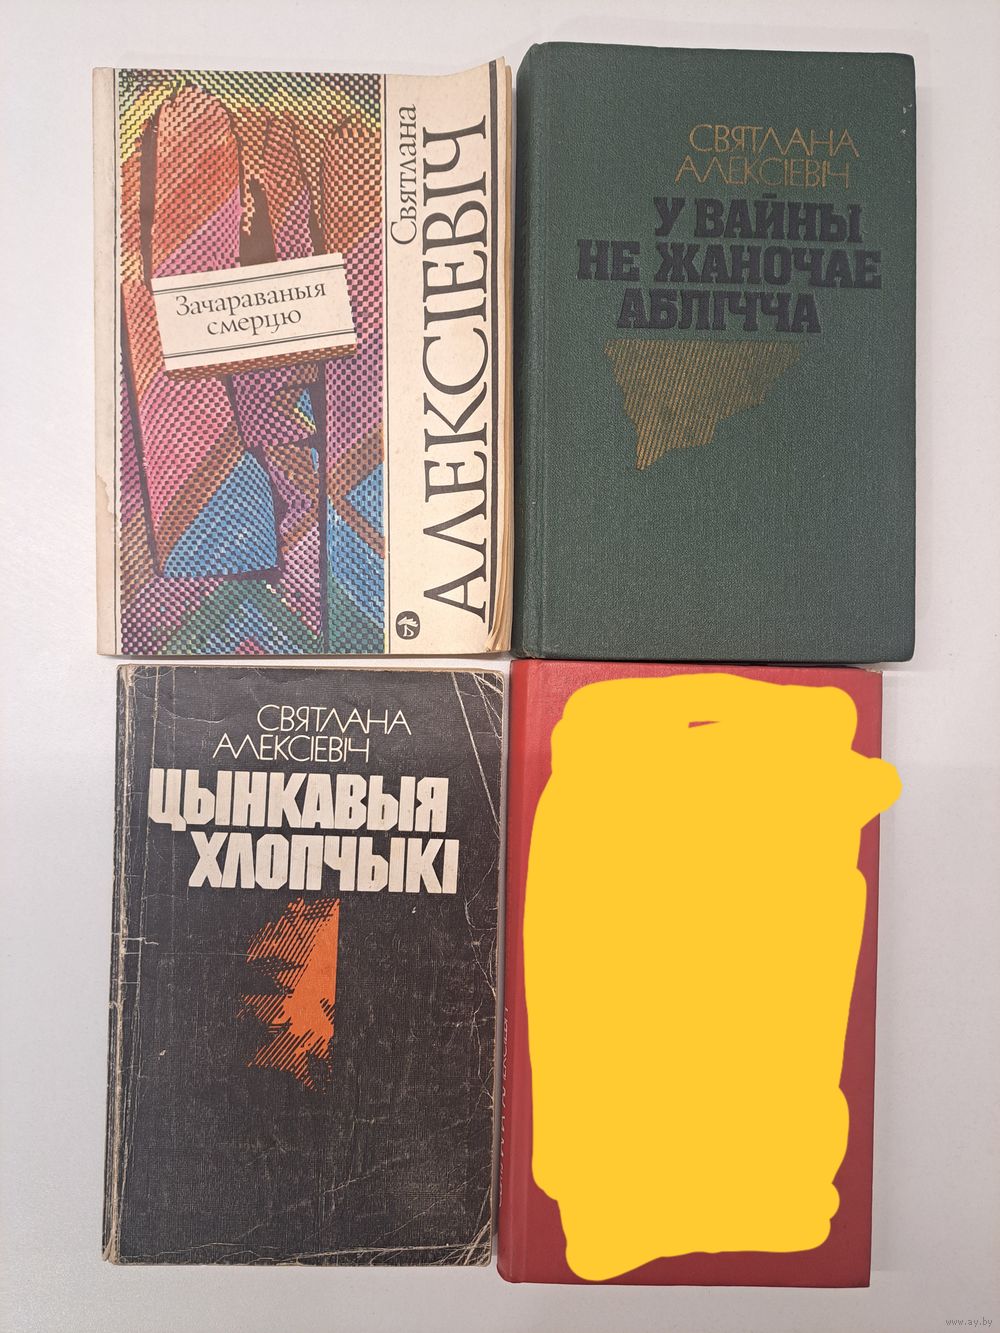 Зачараваныя
смерцю
Святлана
АЛЕКСІЕВІЧ
СВЯТЛАНА
АЛЕКСІЕВІЧ
У ВАЙНЫ
НЕ ЖАНОЧАЕ
АБЛІЧЧА
СВЯТЛАНА
АЛЕКСІЕВІЧ
ЦЫНКАВЫЯ
ХЛОПЧЫКІ
www.ay.by